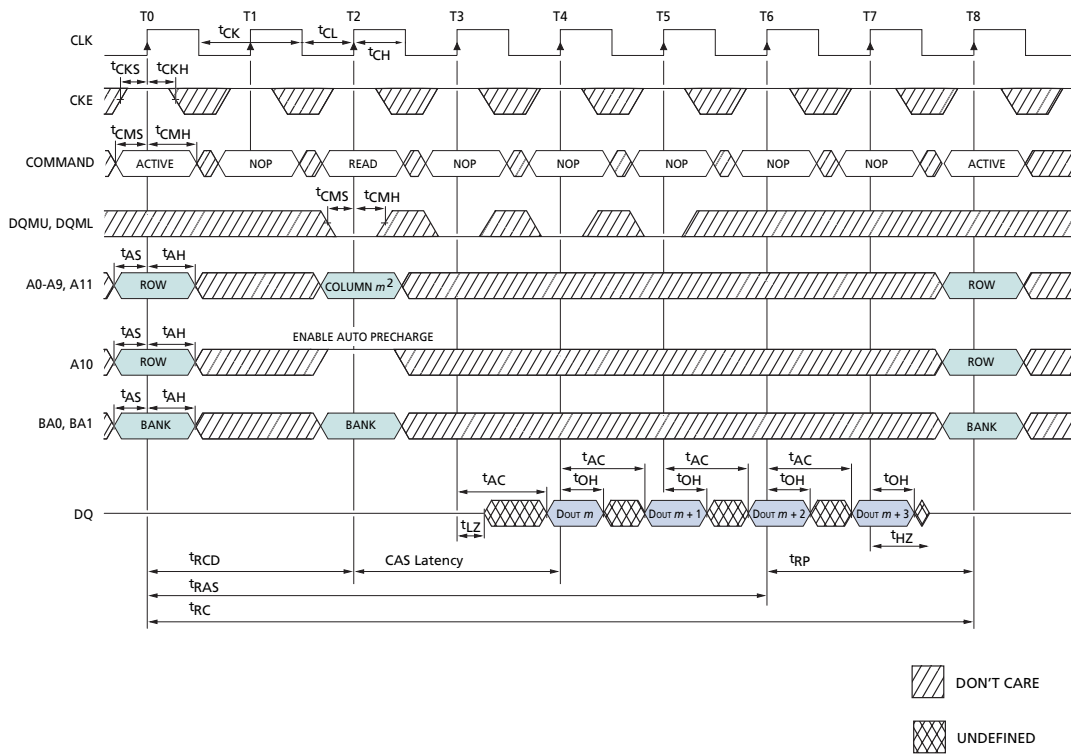 T0 T1 T2 T3 T4 T5 T6 T7 T8
CLK
tCK tCL
tCH
tCKS tCKH
CKE
tCMS tCMH
COMMAND ACTIVE NOP READ NOP NOP NOP NOP NOP ACTIVE
tCMS tCMH
DQMU, DQML
tAS tAH
A0-A9, A11 ROW COLUMN m2 ROW
tAS tAH ENABLE AUTO PRECHARGE
A10 ROW ROW
tAS tAH
BA0, BA1 BANK BANK BANK
tAC tAC tAC tAC
tOH tOH tOH tOH
DQ DOUT m DOUT m + 1 DOUT m + 2 DOUT m + 3
tLZ tHZ
tRCD CAS Latency tRP
tRAS
tRC
DON'T CARE
UNDEFINED